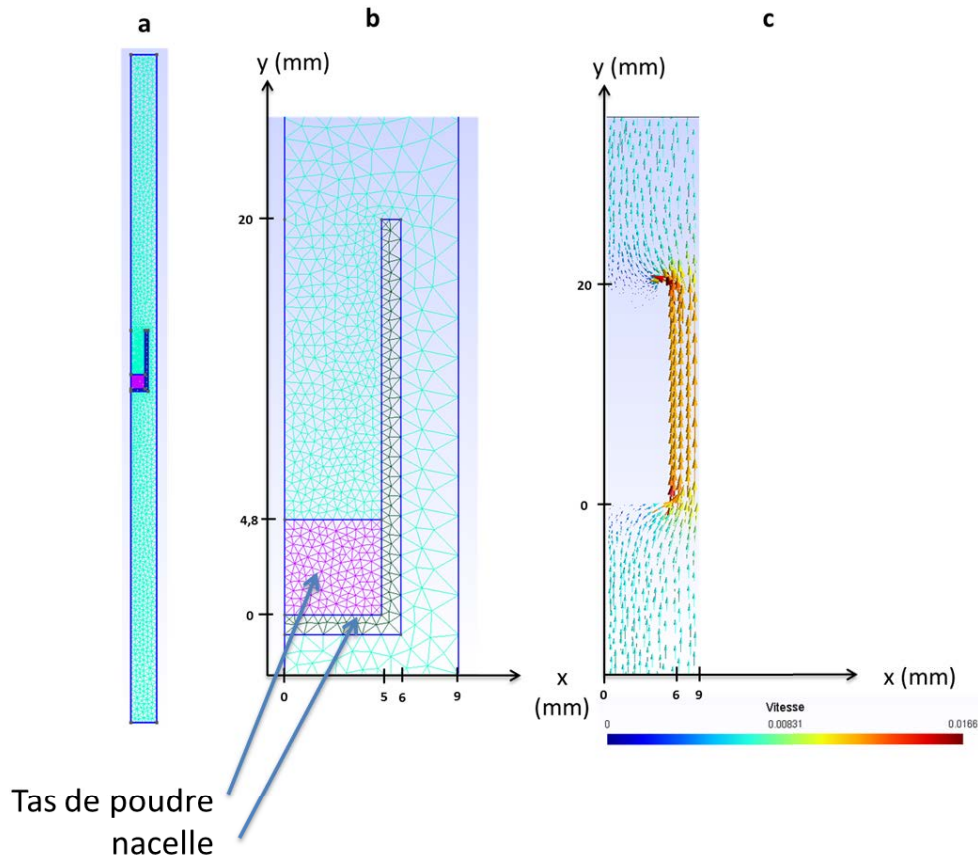 a
b
c
y (mm)
y (mm)
20
4,8
0
0
5
6
9
x
(mm)
20
0
0
6
9
x (mm)
Vitesse
0
0.00831
0.0166
Tas de poudre
nacelle